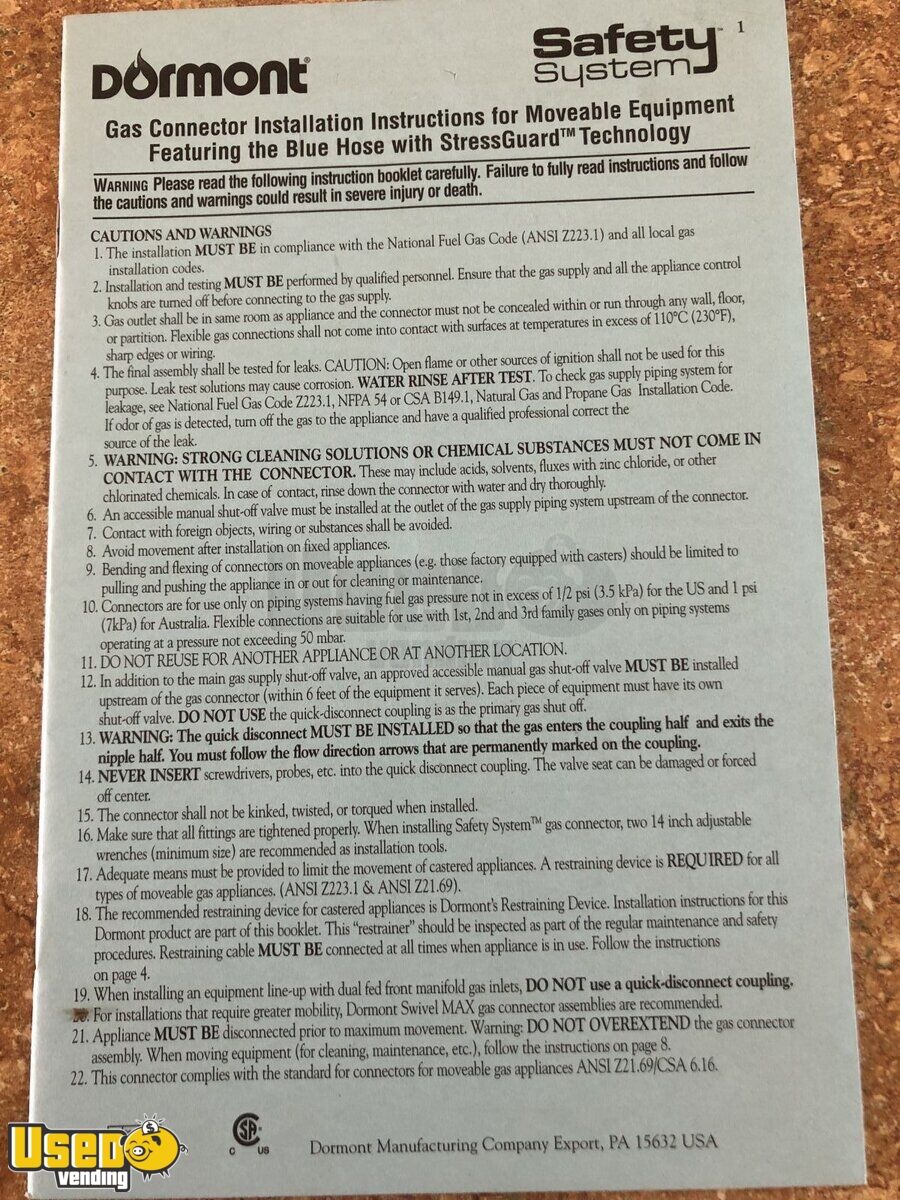 Dormont®
Safety
System™
1
Gas Connector Installation Instructions for Moveable Equipment
Featuring the Blue Hose with StressGuard™ Technology
WARNING Please read the following instruction booklet carefully. Failure to fully read instructions and follow
the cautions and warnings could result in severe injury or death.
CAUTIONS AND WARNINGS
1. The installation MUST BE in compliance with the National Fuel Gas Code (ANSI Z223.1) and all local gas
installation codes.
2. Installation and testing MUST BE performed by qualified personnel. Ensure that the gas supply and all the appliance control
knobs are turned off before connecting to the gas supply.
3. Gas outlet shall be in same room as appliance and the connector must not be concealed within or run through any wall, floor,
or partition. Flexible gas connections shall not come into contact with surfaces at temperatures in excess of 110°C (230°F),
sharp edges or wiring.
4. The final assembly shall be tested for leaks. CAUTION: Open flame or other sources of ignition shall not be used for this
purpose. Leak test solutions may cause corrosion. WATER RINSE AFTER TEST. To check gas supply piping system for
leakage, see National Fuel Gas Code Z223.1, NFPA 54 or CSA B149.1, Natural Gas and Propane Gas Installation Code.
If odor of gas is detected, turn off the gas to the appliance and have a qualified professional correct the
source of the leak.
5. WARNING: STRONG CLEANING SOLUTIONS OR CHEMICAL SUBSTANCES MUST NOT COME IN
CONTACT WITH THE CONNECTOR. These may include acids, solvents, fluxes with zinc chloride, or other
chlorinated chemicals. In case of contact, rinse down the connector with water and dry thoroughly.
6. An accessible manual shut-off valve must be installed at the outlet of the gas supply piping system upstream of the connector.
7. Contact with foreign objects, wiring or substances shall be avoided.
8. Avoid movement after installation on fixed appliances.
9. Bending and flexing of connectors on moveable appliances (e.g. those factory equipped with casters) should be limited to
pulling and pushing the appliance in or out for cleaning or maintenance.
10. Connectors are for use only on piping systems having fuel gas pressure not in excess of 1/2 psi (3.5 kPa) for the US and 1 psi
(7kPa) for Australia. Flexible connections are suitable for use with 1st, 2nd and 3rd family gases only on piping systems
operating at a pressure not exceeding 50 mbar.
11. DO NOT REUSE FOR ANOTHER APPLIANCE OR AT ANOTHER LOCATION.
12. In addition to the main gas supply shut-off valve, an approved accessible manual gas shut-off valve MUST BE installed
upstream of the gas connector (within 6 feet of the equipment it serves). Each piece of equipment must have its own
shut-off valve. DO NOT USE the quick-disconnect coupling is as the primary gas shut off.
13. WARNING: The quick disconnect MUST BE INSTALLED so that the gas enters the coupling half and exits the
nipple half. You must follow the flow direction arrows that are permanently marked on the coupling.
14. NEVER INSERT screwdrivers, probes, etc. into the quick disconnect coupling. The valve seat can be damaged or forced
off center.
15. The connector shall not be kinked, twisted, or torqued when installed.
16. Make sure that all fittings are tightened properly. When installing Safety System™ gas connector, two 14 inch adjustable
wrenches (minimum size) are recommended as installation tools.
17. Adequate means must be provided to limit the movement of castered appliances. A restraining device is REQUIRED for all
types of moveable gas appliances. (ANSI Z223.1 & ANSI Z21.69).
18. The recommended restraining device for castered appliances is Dormont's Restraining Device. Installation instructions for this
Dormont product are part of this booklet. This “restrainer” should be inspected as part of the regular maintenance and safety
procedures. Restraining cable MUST BE connected at all times when appliance is in use. Follow the instructions
on page 4.
19. When installing an equipment line-up with dual fed front manifold gas inlets, DO NOT use a quick-disconnect coupling.
20. For installations that require greater mobility, Dormont Swivel MAX gas connector assemblies are recommended.
21. Appliance MUST BE disconnected prior to maximum movement. Warning: DO NOT OVEREXTEND the gas connector
assembly. When moving equipment (for cleaning, maintenance, etc.), follow the instructions on page 8.
22. This connector complies with the standard for connectors for moveable gas appliances ANSI Z21.69/CSA 6.16.
C SA US
Dormont Manufacturing Company Export, PA 15632 USA
Used
vending